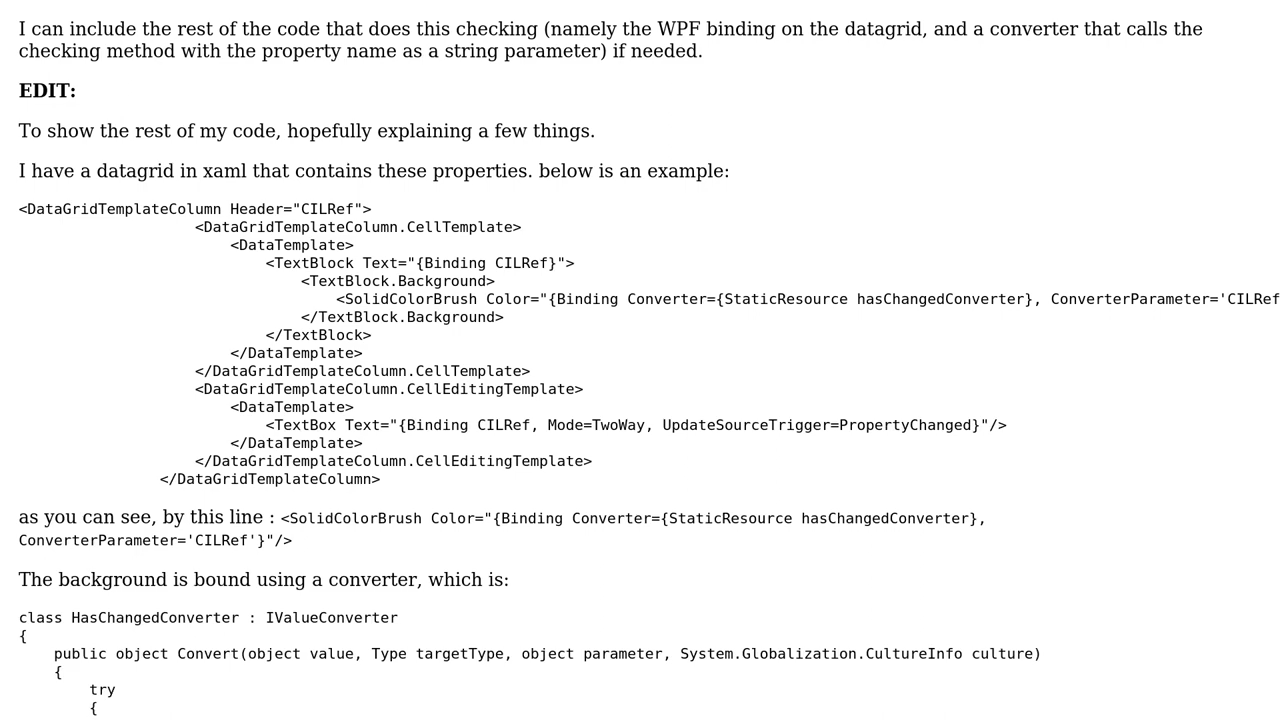 I can include the rest of the code that does this checking (namely the WPF binding on the datagrid, and a converter that calls the
checking method with the property name as a string parameter) if needed.
EDIT:
To show the rest of my code, hopefully explaining a few things.
I have a datagrid in xaml that contains these properties. below is an example:
<DataGridTemplateColumn Header="CILRef">
                    <DataGridTemplateColumn.CellTemplate>
                        <DataTemplate>
                            <TextBlock Text="{Binding CILRef}">
                                <TextBlock.Background>
                                    <SolidColorBrush Color="{Binding Converter={StaticResource hasChangedConverter}, ConverterParameter='CILRef
                                </TextBlock.Background>
                            </TextBlock>
                        </DataTemplate>
                    </DataGridTemplateColumn.CellTemplate>
                    <DataGridTemplateColumn.CellEditingTemplate>
                        <DataTemplate>
                            <TextBox Text="{Binding CILRef, Mode=TwoWay, UpdateSourceTrigger=PropertyChanged}"/>
                        </DataTemplate>
                    </DataGridTemplateColumn.CellEditingTemplate>
                </DataGridTemplateColumn>
as you can see, by this line : <SolidColorBrush Color="{Binding Converter={StaticResource hasChangedConverter},
ConverterParameter='CILRef'}"/>
The background is bound using a converter, which is:
class HasChangedConverter : IValueConverter
{
    public object Convert(object value, Type targetType, object parameter, System.Globalization.CultureInfo culture)
    {
        try
        {